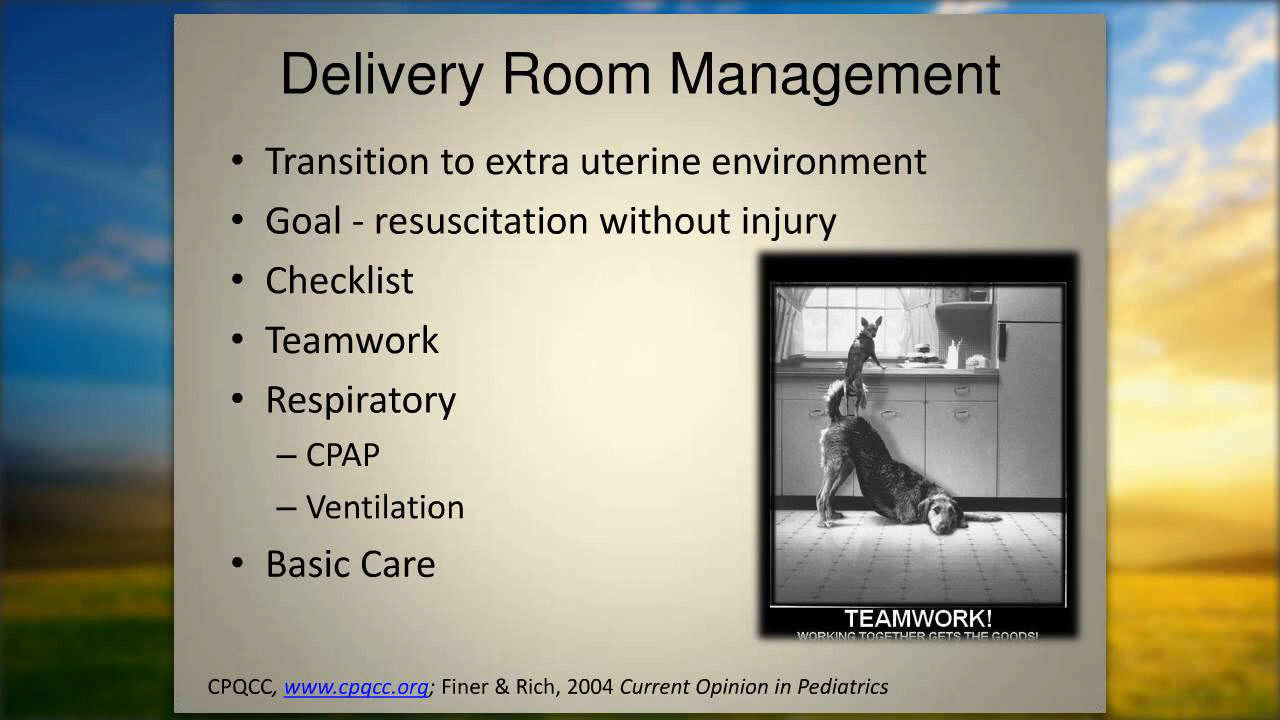 Delivery Room Management
• Transition to extra uterine environment
• Goal - resuscitation without injury
• Checklist
• Teamwork
• Respiratory
– CPAP
– Ventilation
• Basic Care
TEAMWORK!
WORKING TOGETHER GETS THE GOODS!
CPQCC, www.cpqcc.org; Finer & Rich, 2004 Current Opinion in Pediatrics